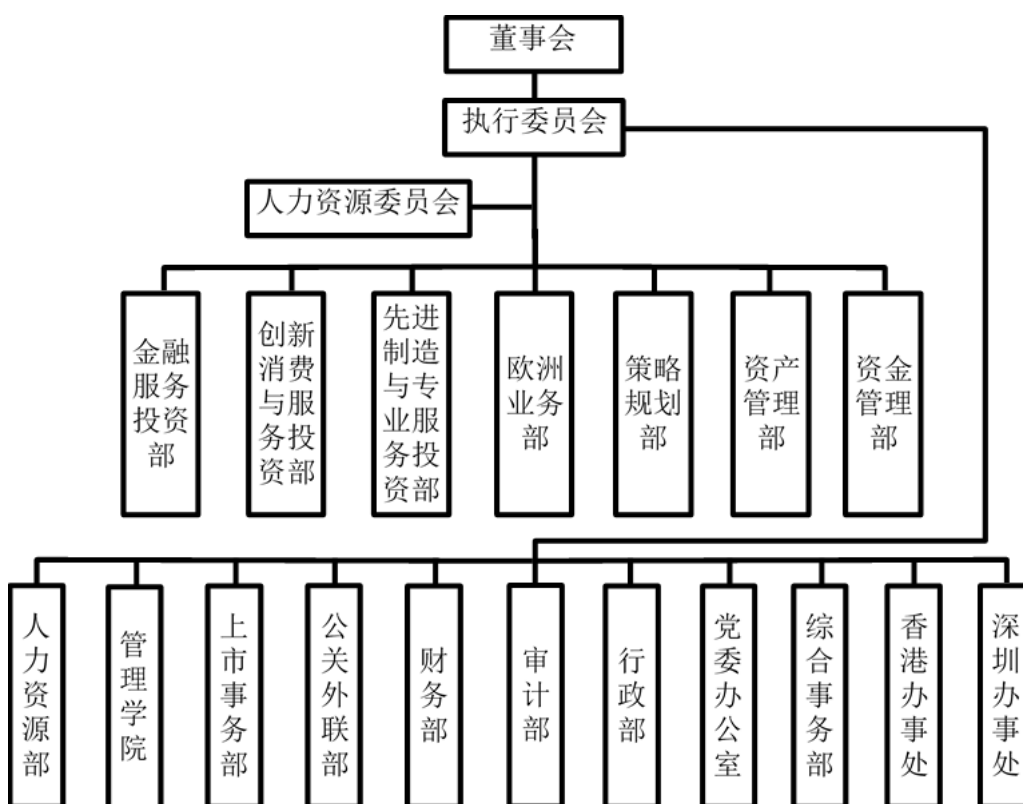 董事会
执行委员会
人力资源委员会
金融
服务
投资
部
创新
消费
与服
务投
资部
先进
制造
与专
业服
务投
资部
欧洲
业务
部
策略
规划
部
资产
管理
部
资金
管理
部
人力资源部
管理学院
上市事务部
公关外联部
财务部
审计部
行政部
党委办公室
综合事务部
香港办事处
深圳办事处